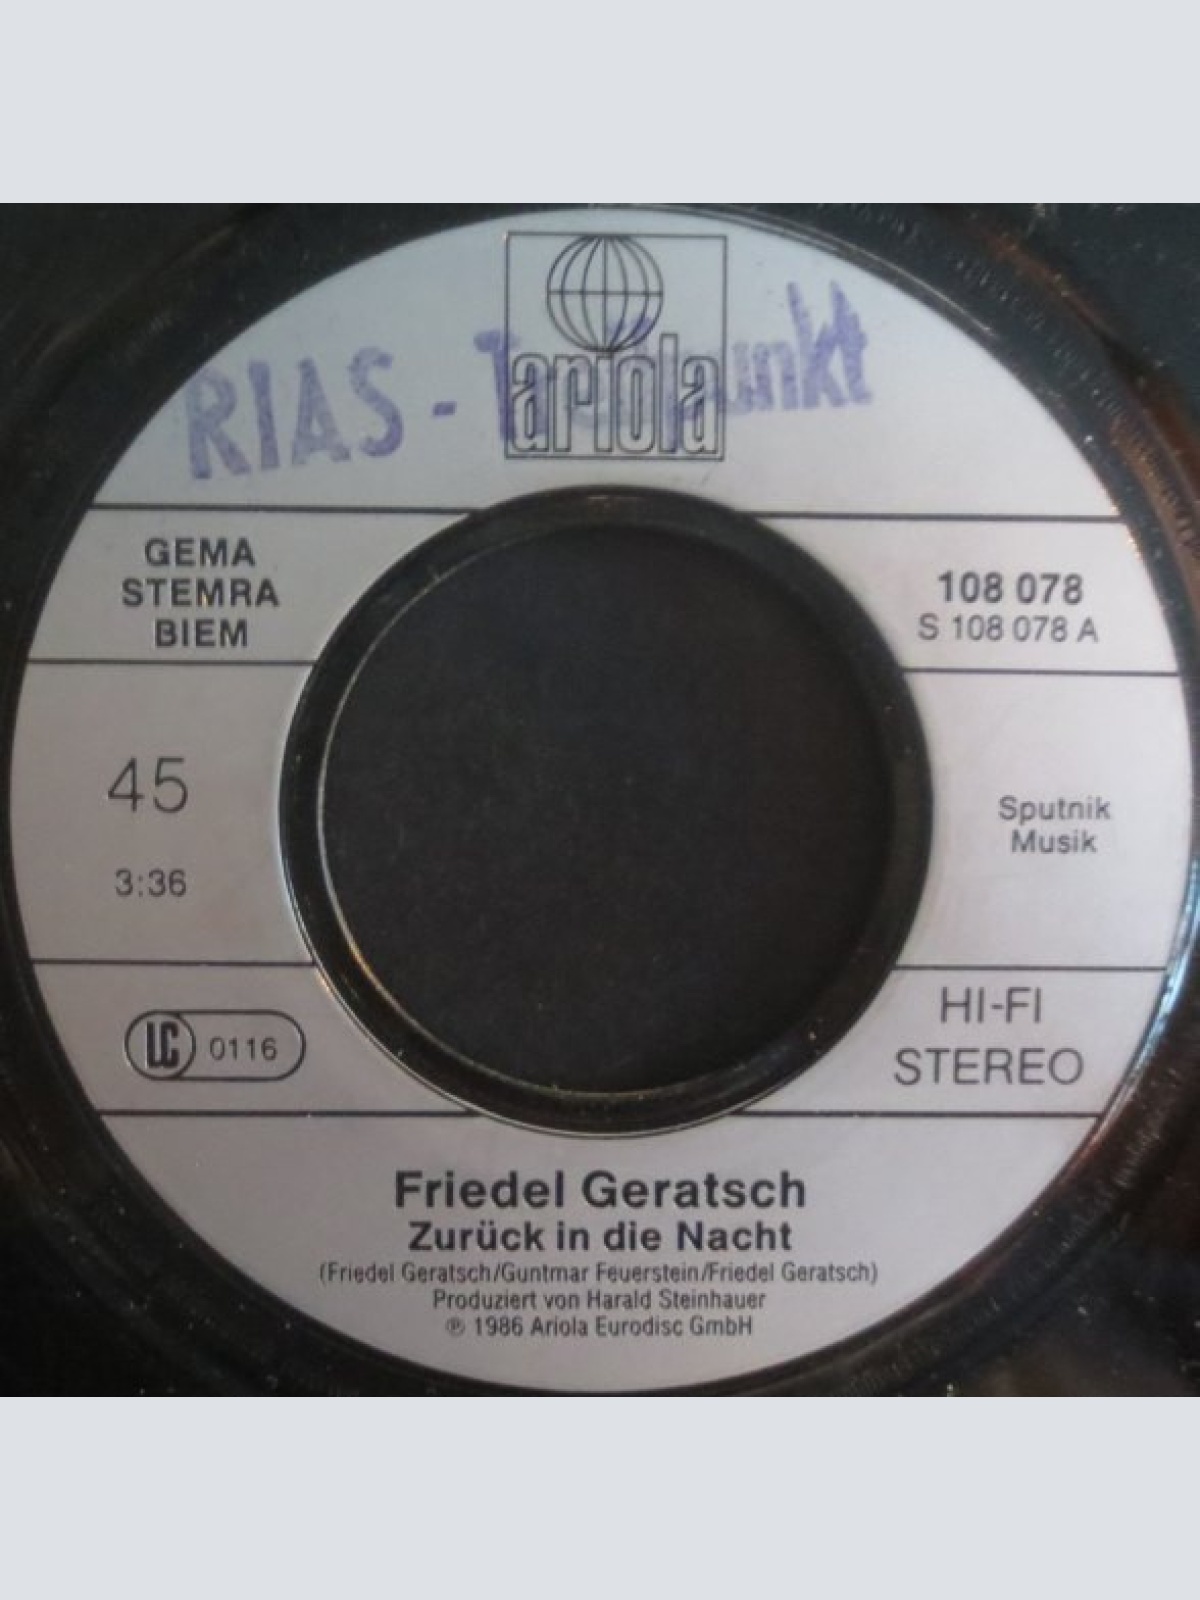 ariola
RIAS -
GEMA
STEMRA
BIEM
108 078
S 108 078 A
45
3:36
Sputnik
Musik
LC 0116
HI-FI
STEREO
Friedel Geratsch
Zurück in die Nacht
(Friedel Geratsch/Guntmar Feuerstein/Friedel Geratsch)
Produziert von Harald Steinhauer
℗ 1986 Ariola Eurodisc GmbH